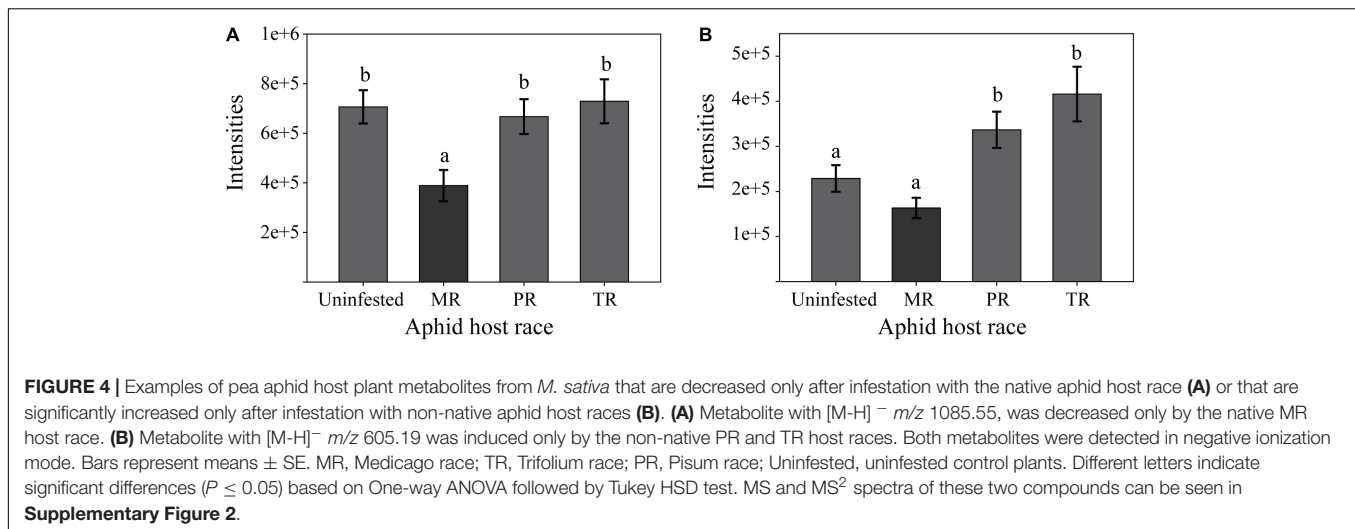 A
1e+6
8e+5
6e+5
4e+5
2e+5
Intensities
b
a
b
b
Uninfested MR PR TR
Aphid host race
B
5e+5
4e+5
3e+5
2e+5
1e+5
Intensities
a
a
b
b
Uninfested MR PR TR
Aphid host race
FIGURE 4 | Examples of pea aphid host plant metabolites from M. sativa that are decreased only after infestation with the native aphid host race (A) or that are
significantly increased only after infestation with non-native aphid host races (B). (A) Metabolite with [M-H] − m/z 1085.55, was decreased only by the native MR
host race. (B) Metabolite with [M-H]− m/z 605.19 was induced only by the non-native PR and TR host races. Both metabolites were detected in negative ionization
mode. Bars represent means ± SE. MR, Medicago race; TR, Trifolium race; PR, Pisum race; Uninfested, uninfested control plants. Different letters indicate
significant differences (P ≤ 0.05) based on One-way ANOVA followed by Tukey HSD test. MS and MS² spectra of these two compounds can be seen in
Supplementary Figure 2.